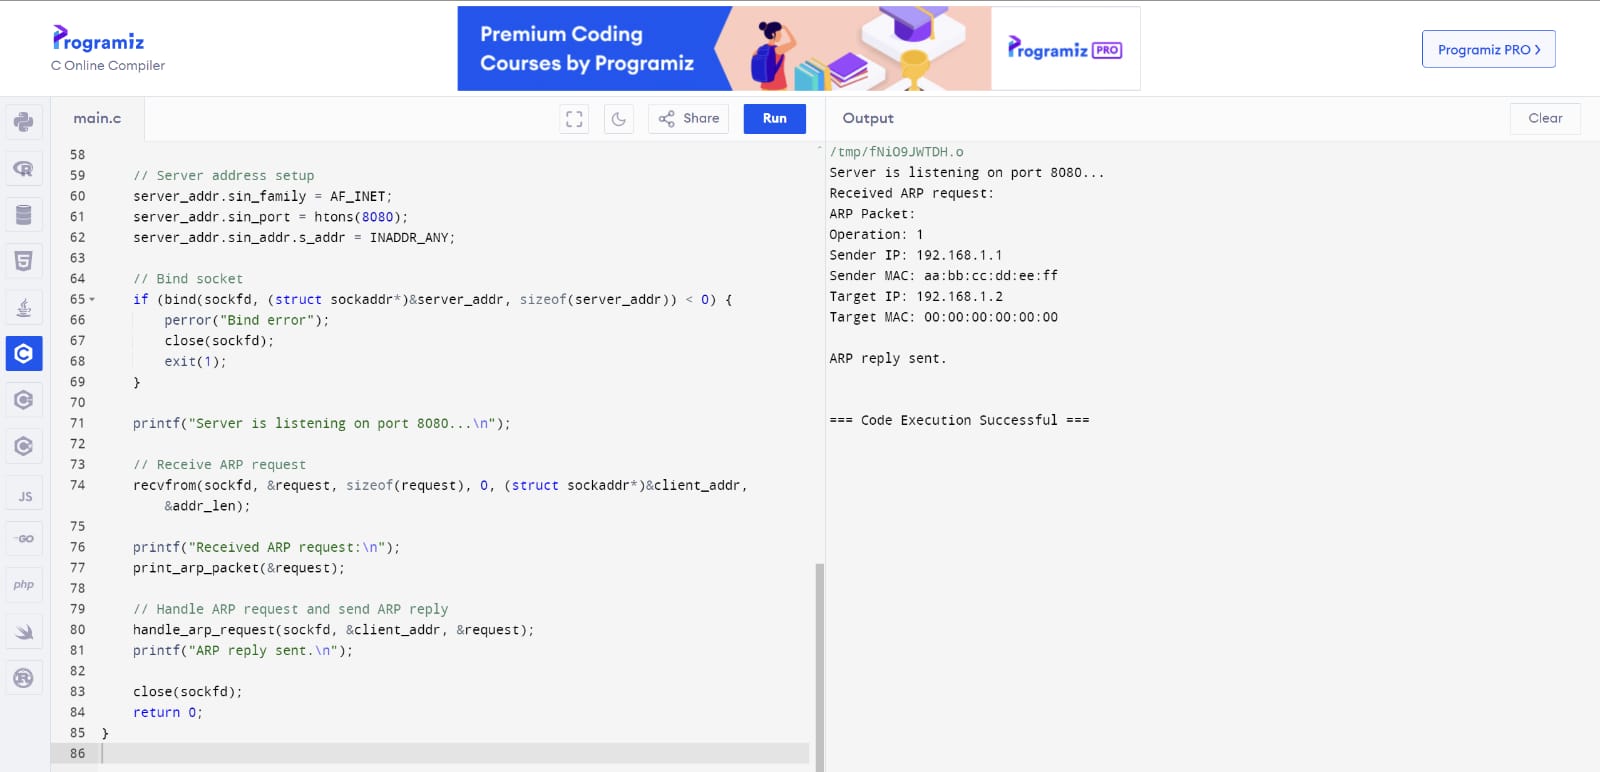 Programiz
C Online Compiler
Premium Coding
Courses by Programiz
Programiz PRO
Programiz PRO >
main.c
Share
Run
Output
Clear
58
59 // Server address setup
60 server_addr.sin_family = AF_INET;
61 server_addr.sin_port = htons(8080);
62 server_addr.sin_addr.s_addr = INADDR_ANY;
63
64 // Bind socket
65 if (bind(sockfd, (struct sockaddr*)&server_addr, sizeof(server_addr)) < 0) {
66 perror("Bind error");
67 close(sockfd);
68 exit(1);
69 }
70
71 printf("Server is listening on port 8080...\n");
72
73 // Receive ARP request
74 recvfrom(sockfd, &request, sizeof(request), 0, (struct sockaddr*)&client_addr,
&addr_len);
75
76 printf("Received ARP request:\n");
77 print_arp_packet(&request);
78
79 // Handle ARP request and send ARP reply
80 handle_arp_request(sockfd, &client_addr, &request);
81 printf("ARP reply sent.\n");
82
83 close(sockfd);
84 return 0;
85 }
86
/tmp/fNiO9JWTDH.o
Server is listening on port 8080...
Received ARP request:
ARP Packet:
Operation: 1
Sender IP: 192.168.1.1
Sender MAC: aa:bb:cc:dd:ee:ff
Target IP: 192.168.1.2
Target MAC: 00:00:00:00:00:00
ARP reply sent.
=== Code Execution Successful ===
R
5
C
C
C
JS
GO
php
R